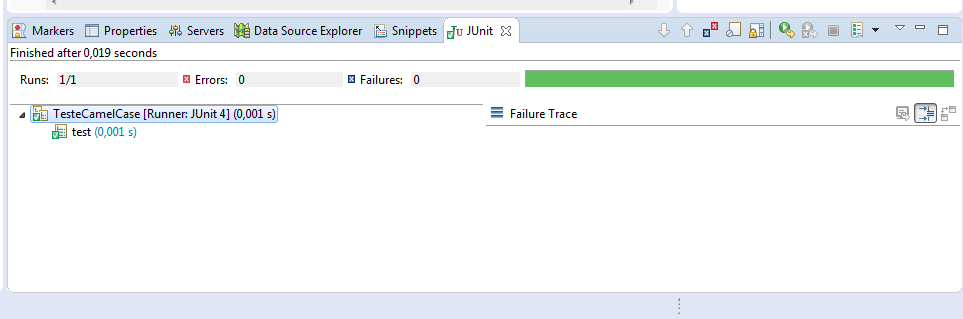 Markers Properties Servers Data Source Explorer Snippets JUnit
Finished after 0,019 seconds
Runs: 1/1 Errors: 0 Failures: 0
TesteCamelCase [Runner: JUnit 4] (0,001 s)
Failure Trace
test (0,001 s)